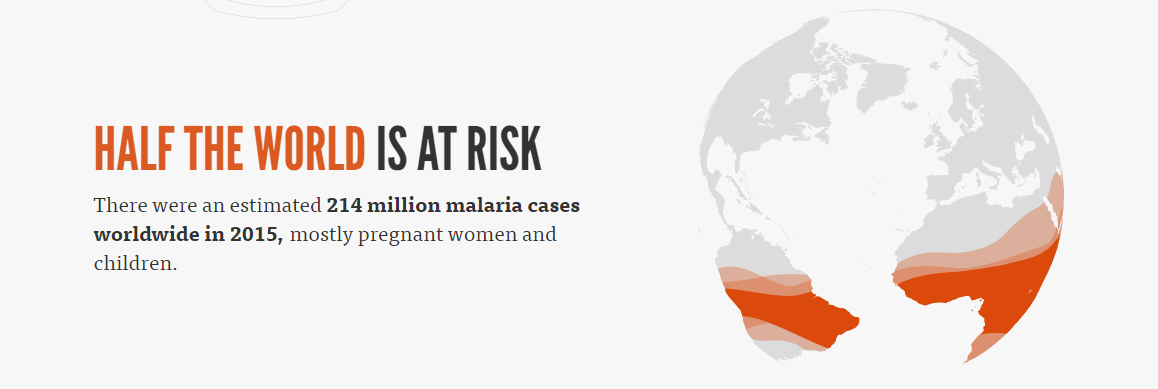 HALF THE WORLD IS AT RISK
There were an estimated 214 million malaria cases
worldwide in 2015, mostly pregnant women and
children.